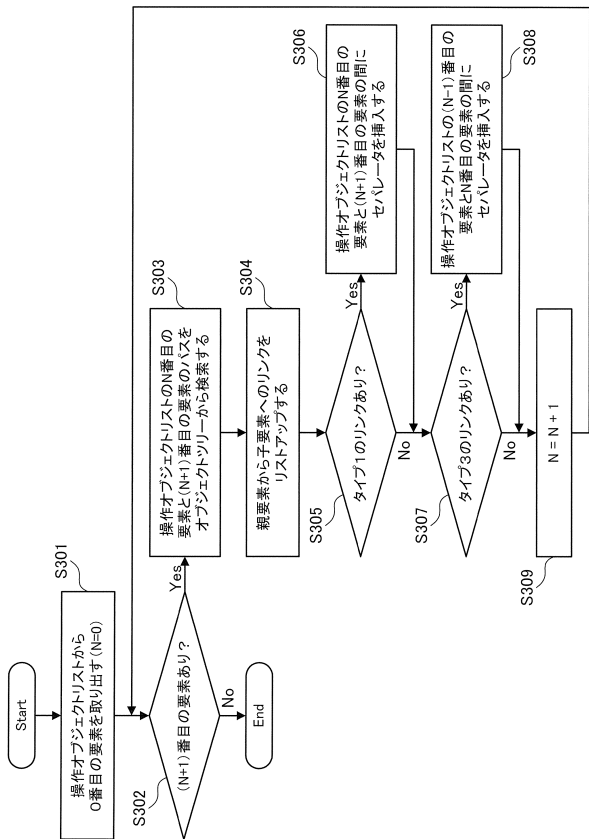 Start
S301
操作オブジェクトリストから
0番目の要素を取り出す(N=0)
S302
(N+1)番目の要素あり?
Yes
No
End
S303
操作オブジェクトリストのN番目の
要素と(N+1)番目の要素のパスを
オブジェクトツリーから検索する
S304
親要素から子要素へのリンクを
リストアップする
S305
タイプ1のリンクあり?
Yes
No
S306
操作オブジェクトリストのN番目の
要素と(N+1)番目の要素の間に
セパレータを挿入する
S307
タイプ3のリンクあり?
Yes
No
S308
操作オブジェクトリストの(N-1)番目の
要素とN番目の要素の間に
セパレータを挿入する
S309
N = N + 1